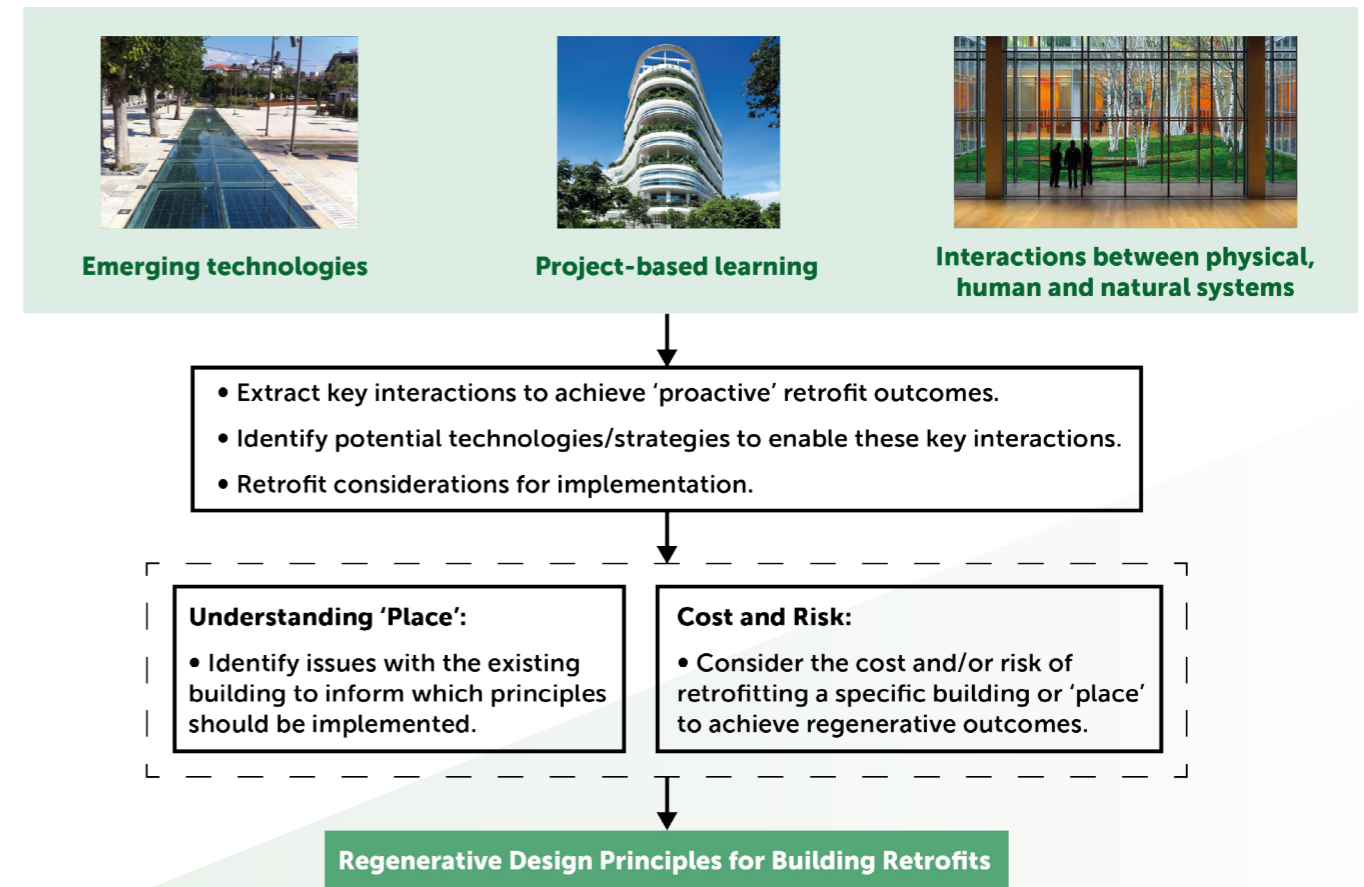 Emerging technologies
Project-based learning
Interactions between physical,
human and natural systems
• Extract key interactions to achieve ‘proactive’ retrofit outcomes.
• Identify potential technologies/strategies to enable these key interactions.
• Retrofit considerations for implementation.
Understanding ‘Place’:
• Identify issues with the existing
building to inform which principles
should be implemented.
Cost and Risk:
• Consider the cost and/or risk of
retrofitting a specific building or ‘place’
to achieve regenerative outcomes.
Regenerative Design Principles for Building Retrofits